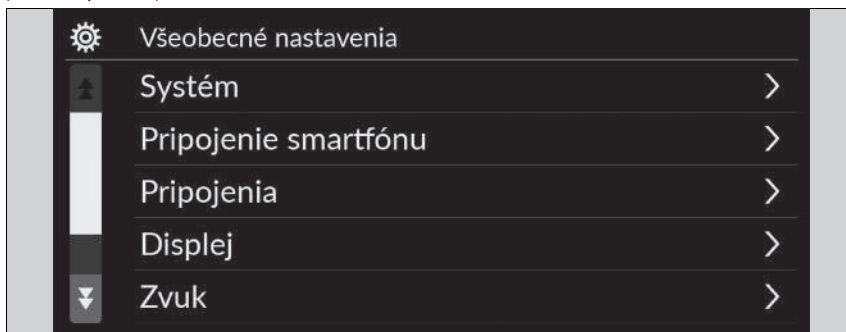 Všeobecné nastavenia
Systém
Pripojenie smartfónu
Pripojenia
Displej
Zvuk